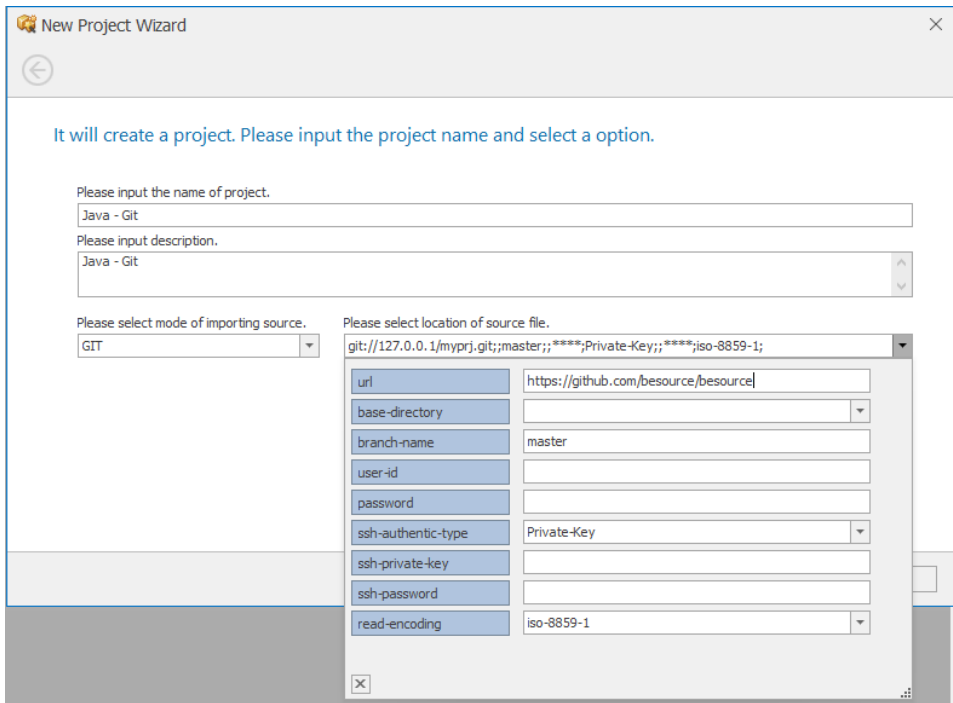 New Project Wizard
It will create a project. Please input the project name and select a option.
Please input the name of project.
Java - Git
Please input description.
Java - Git
Please select mode of importing source.
GIT
Please select location of source file.
git://127.0.0.1/myprj.git;;master;;****;Private-Key;;****;iso-8859-1;
url https://github.com/besource/besource
base-directory
branch-name master
user-id
password
ssh-authentic-type Private-Key
ssh-private-key
ssh-password
read-encoding iso-8859-1